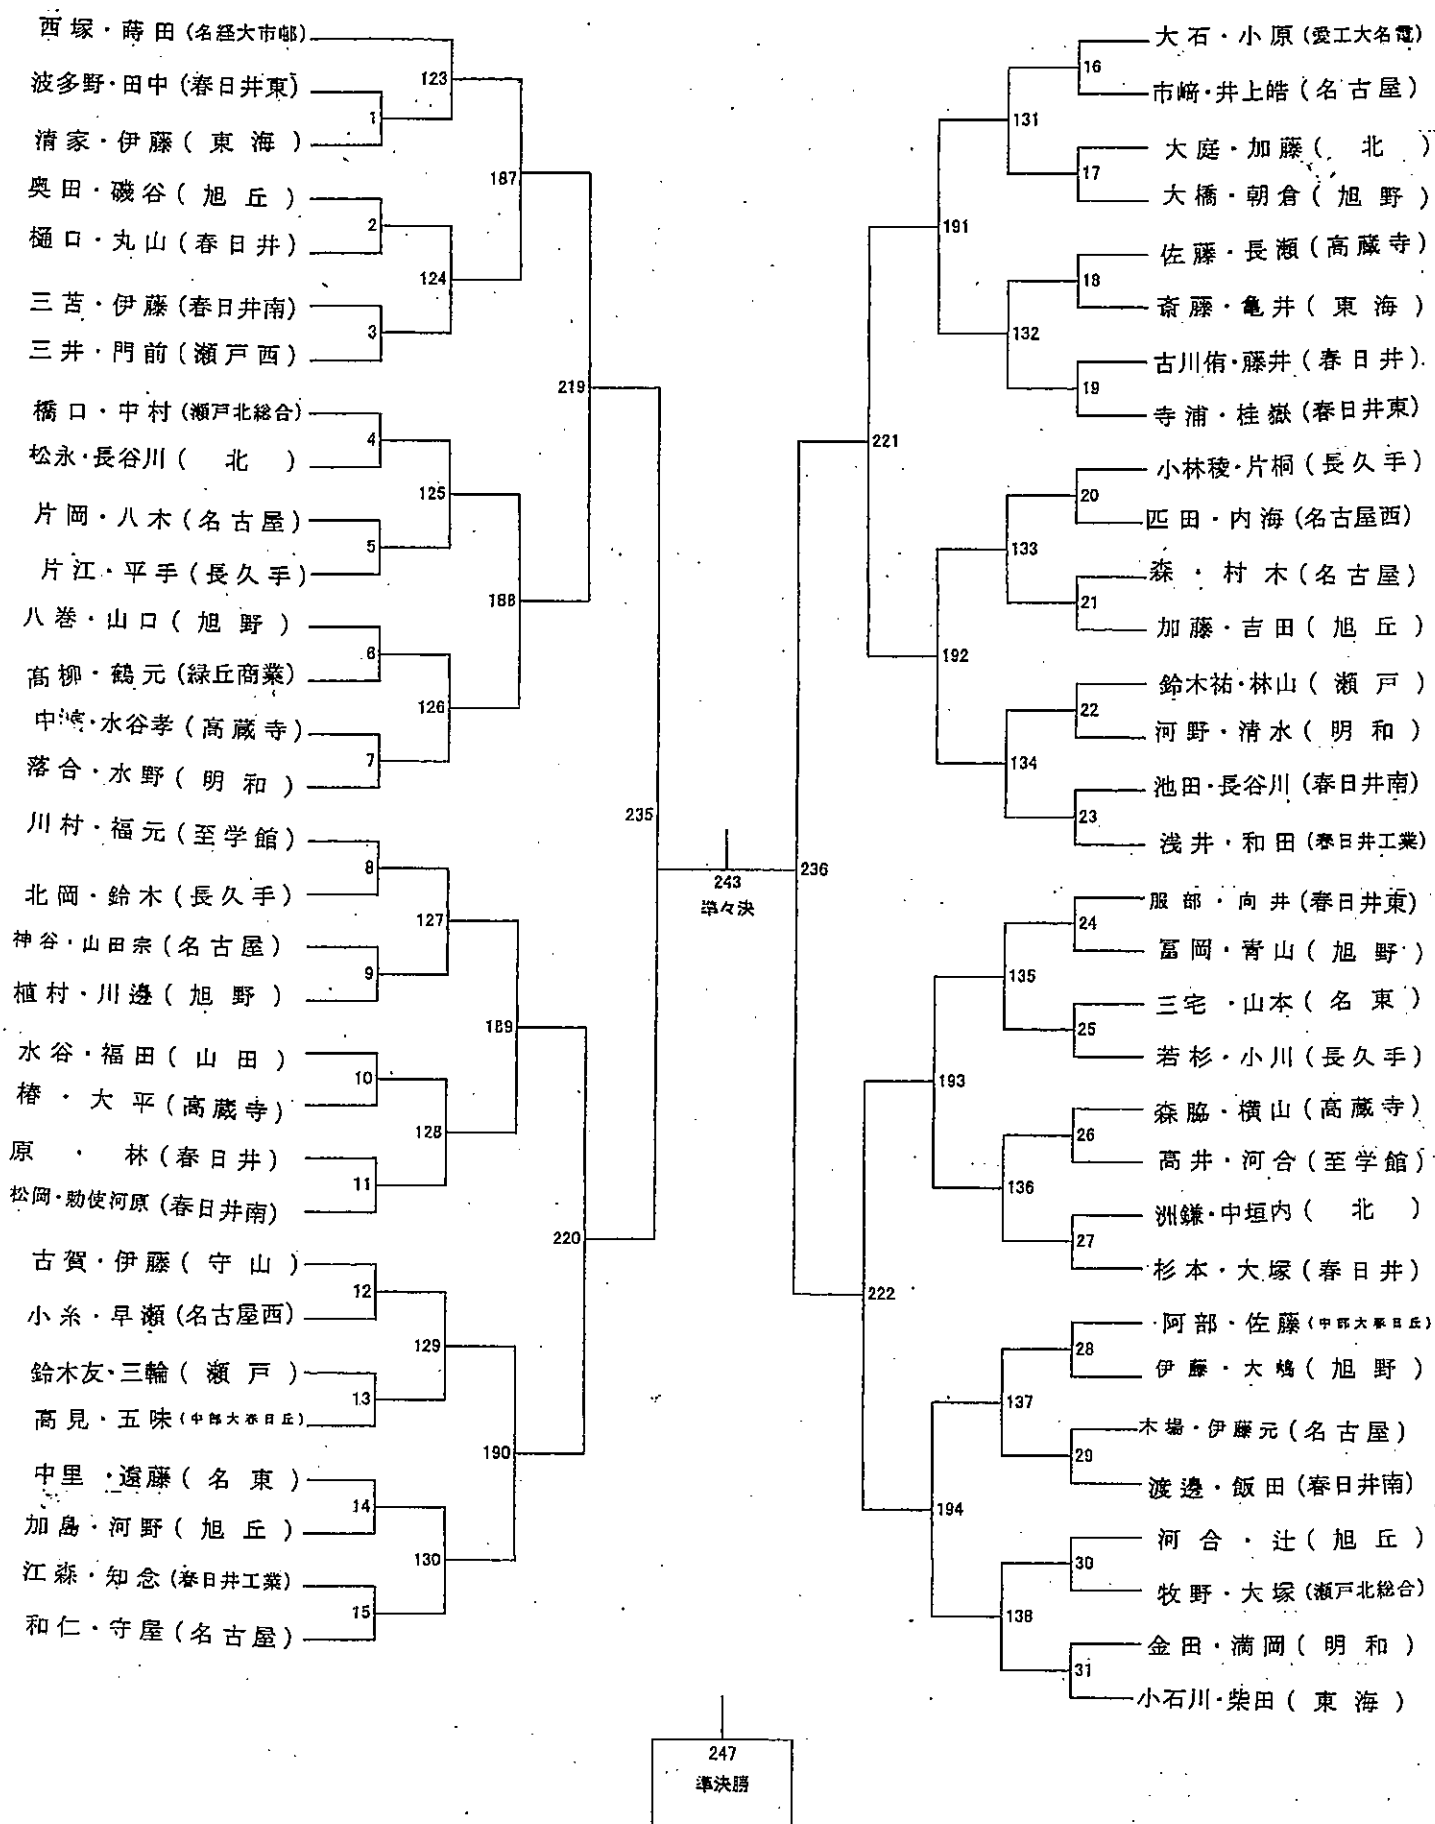 西塚・蒔田(名経大市邨)
波多野・田中(春日井東)
清家・伊藤(東海)
奥田・磯谷(旭丘)
樋口・丸山(春日井)
三苫・伊藤(春日井南)
三井・門前(瀬戸西)
橋口・中村(瀬戸北総合)
松永・長谷川(北)
片岡・八木(名古屋)
片江・平手(長久手)
八巻・山口(旭野)
髙柳・鶴元(緑丘商業)
中・水谷孝(高蔵寺)
落合・水野(明和)
川村・福元(至学館)
北岡・鈴木(長久手)
神谷・山田宗(名古屋)
植村・川邊(旭野)
水谷・福田(山田)
椿・大平(高蔵寺)
原・林(春日井)
松岡・勅使河原(春日井南)
古賀・伊藤(守山)
小糸・早瀬(名古屋西)
鈴木友・三輪(瀬戸)
高見・五味(中部大春日丘)
中里・遠藤(名東)
加島・河野(旭丘)
江森・知念(春日井工業)
和仁・守屋(名古屋)
1
2
3
4
5
6
7
8
9
10
11
12
13
14
15
123
124
125
126
127
128
129
130
187
188
189
190
219
220
235
243
準々決
236
221
222
191
192
193
194
131
132
133
134
135
136
137
138
16
17
18
19
20
21
22
23
24
25
26
27
28
29
30
31
大石・小原(愛工大名電)
市﨑・井上皓(名古屋)
大庭・加藤(北)
大橋・朝倉(旭野)
佐藤・長瀬(高蔵寺)
斎藤・亀井(東海)
古川侑・藤井(春日井)
寺浦・桂嶽(春日井東)
小林稜・片桐(長久手)
匹田・内海(名古屋西)
森・村木(名古屋)
加藤・吉田(旭丘)
鈴木祐・林山(瀬戸)
河野・清水(明和)
池田・長谷川(春日井南)
浅井・和田(春日井工業)
服部・向井(春日井東)
冨岡・青山(旭野)
三宅・山本(名東)
若杉・小川(長久手)
森脇・横山(高蔵寺)
高井・河合(至学館)
洲鎌・中垣内(北)
杉本・大塚(春日井)
阿部・佐藤(中部大春日丘)
伊藤・大嶋(旭野)
木場・伊藤元(名古屋)
渡邊・飯田(春日井南)
河合・辻(旭丘)
牧野・大塚(瀬戸北総合)
金田・満岡(明和)
小石川・柴田(東海)
247
準決勝